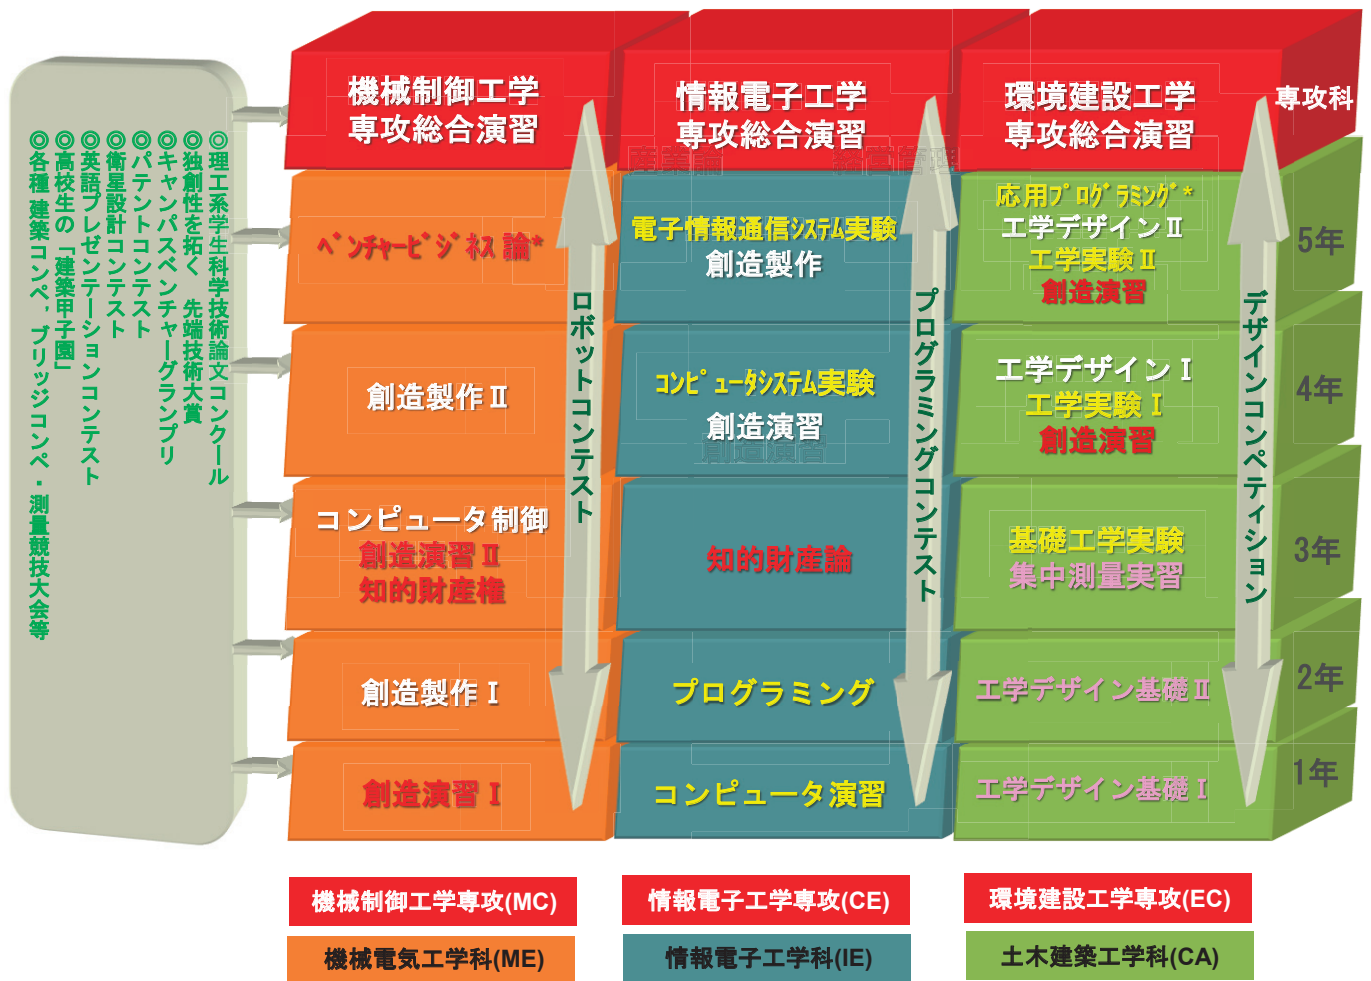 ◎理工系学生科学技術論文コンクール
◎独創性を拓く 先端技術大賞
◎キャンパスベンチャーグランプリ
◎パテントコンテスト
◎衛星設計コンテスト
◎英語プレゼンテーションコンテスト
◎高校生の「建築甲子園」
◎各種 建築コンペ，ブリッジコンペ・測量競技大会等
機械制御工学
専攻総合演習
情報電子工学
専攻総合演習
環境建設工学
専攻総合演習
専攻科
産業論
経営管理
ベンチャービジネス論*
電子情報通信システム実験
創造製作
応用プログラミング*
工学デザインⅡ
工学実験Ⅱ
創造演習
5年
創造製作Ⅱ
コンピュータシステム実験
創造演習
創造演習
工学デザインⅠ
工学実験Ⅰ
創造演習
4年
コンピュータ制御
創造演習Ⅱ
知的財産権
知的財産論
基礎工学実験
集中測量実習
3年
創造製作Ⅰ
プログラミング
工学デザイン基礎Ⅱ
2年
創造演習Ⅰ
コンピュータ演習
工学デザイン基礎Ⅰ
1年
ロボットコンテスト
プログラミングコンテスト
デザインコンペティション
機械制御工学専攻(MC)
情報電子工学専攻(CE)
環境建設工学専攻(EC)
機械電気工学科(ME)
情報電子工学科(IE)
土木建築工学科(CA)